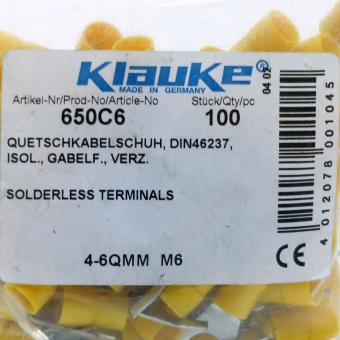 Klauke
MADE IN GERMANY
04 02
Artikel-Nr/Prod-No/Article-No
Stück/Qty/pc
650C6
100
QUETSCHKABELSCHUH, DIN46237,
ISOL., GABELF., VERZ.
SOLDERLESS TERMINALS
4-6QMM M6
CE
4 012078 001045